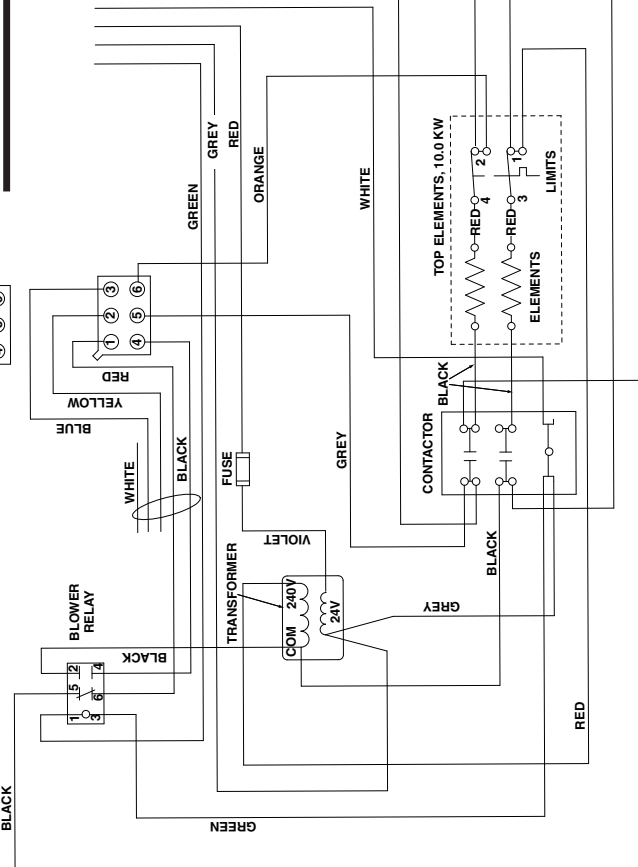 BLACK
GREEN
BLOWER
RELAY
1
2
3
4
5
6
BLACK
WHITE
BLACK
BLUE
YELLOW
RED
1
2
3
4
5
6
GREEN
GREY
RED
ORANGE
FUSE
VIOLET
TRANSFORMER
COM
240V
24V
GREY
WHITE
GREY
BLACK
RED
CONTACTOR
BLACK
TOP ELEMENTS, 10.0 KW
RED
4
2
RED
3
1
ELEMENTS
LIMITS